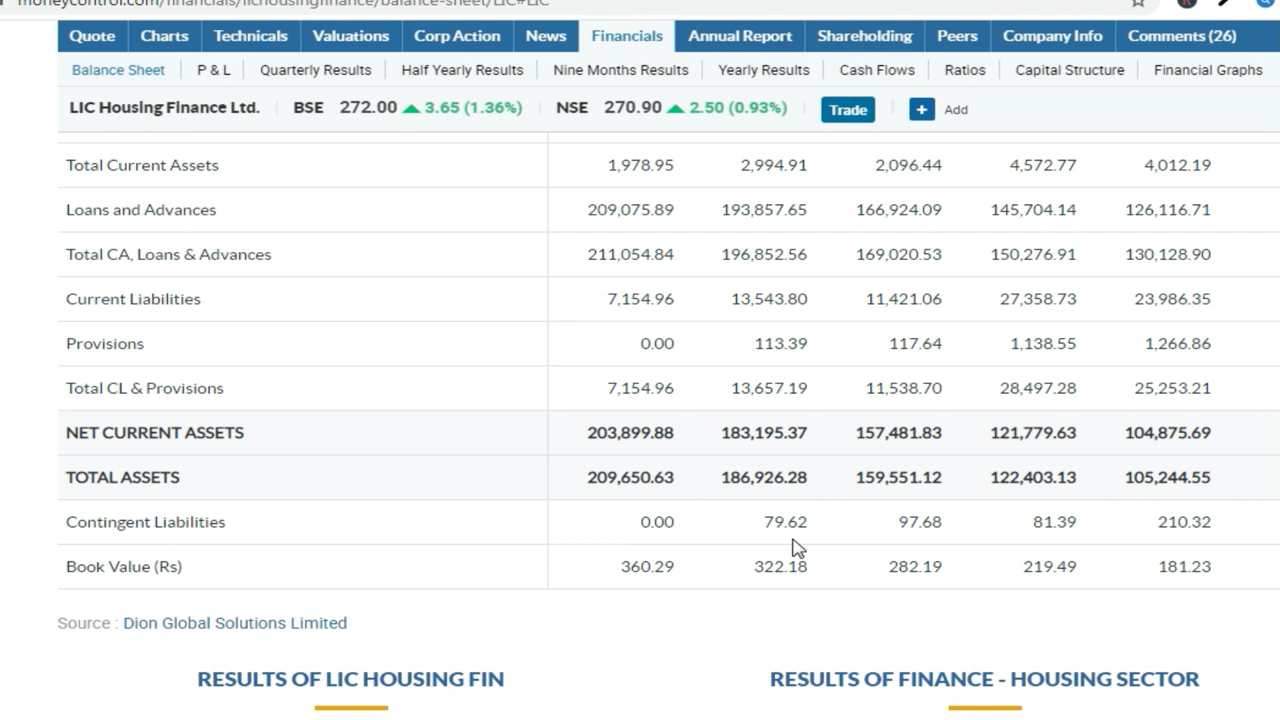 moneycontrol.com/financials/lichousingfinance/balance-sheet/LIC#LIC
Quote Charts Technicals Valuations Corp Action News Financials Annual Report Shareholding Peers Company Info Comments (26)
Balance Sheet P & L Quarterly Results Half Yearly Results Nine Months Results Yearly Results Cash Flows Ratios Capital Structure Financial Graphs
LIC Housing Finance Ltd. BSE 272.00 3.65 (1.36%) NSE 270.90 2.50 (0.93%) Trade + Add
Total Current Assets 1,978.95 2,994.91 2,096.44 4,572.77 4,012.19
Loans and Advances 209,075.89 193,857.65 166,924.09 145,704.14 126,116.71
Total CA, Loans & Advances 211,054.84 196,852.56 169,020.53 150,276.91 130,128.90
Current Liabilities 7,154.96 13,543.80 11,421.06 27,358.73 23,986.35
Provisions 0.00 113.39 117.64 1,138.55 1,266.86
Total CL & Provisions 7,154.96 13,657.19 11,538.70 28,497.28 25,253.21
NET CURRENT ASSETS 203,899.88 183,195.37 157,481.83 121,779.63 104,875.69
TOTAL ASSETS 209,650.63 186,926.28 159,551.12 122,403.13 105,244.55
Contingent Liabilities 0.00 79.62 97.68 81.39 210.32
Book Value (Rs) 360.29 322.18 282.19 219.49 181.23
Source : Dion Global Solutions Limited
RESULTS OF LIC HOUSING FIN RESULTS OF FINANCE - HOUSING SECTOR